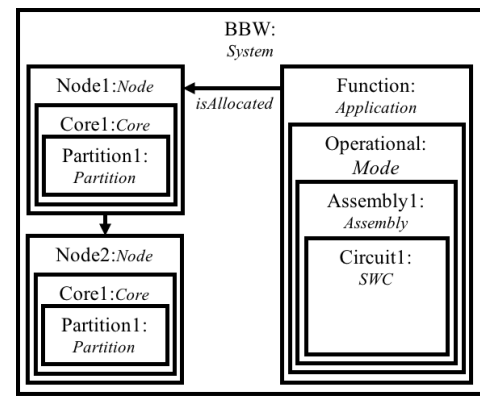 BBW:
System
Node1:Node
Core1:Core
Partition1:
Partition
isAllocated
Function:
Application
Operational:
Mode
Assembly1:
Assembly
Circuit1:
SWC
Node2:Node
Core1:Core
Partition1:
Partition